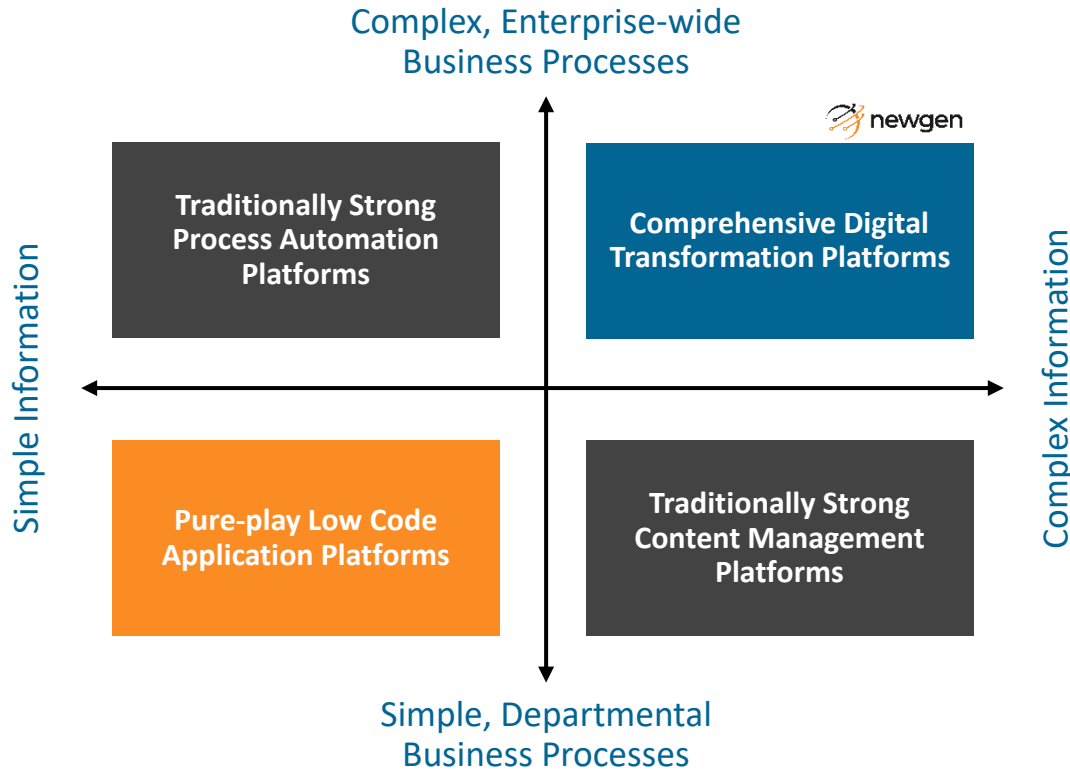 Complex, Enterprise-wide
Business Processes
newgen
Traditionally Strong
Process Automation
Platforms
Comprehensive Digital
Transformation Platforms
Simple Information
Complex Information
Pure-play Low Code
Application Platforms
Traditionally Strong
Content Management
Platforms
Simple, Departmental
Business Processes